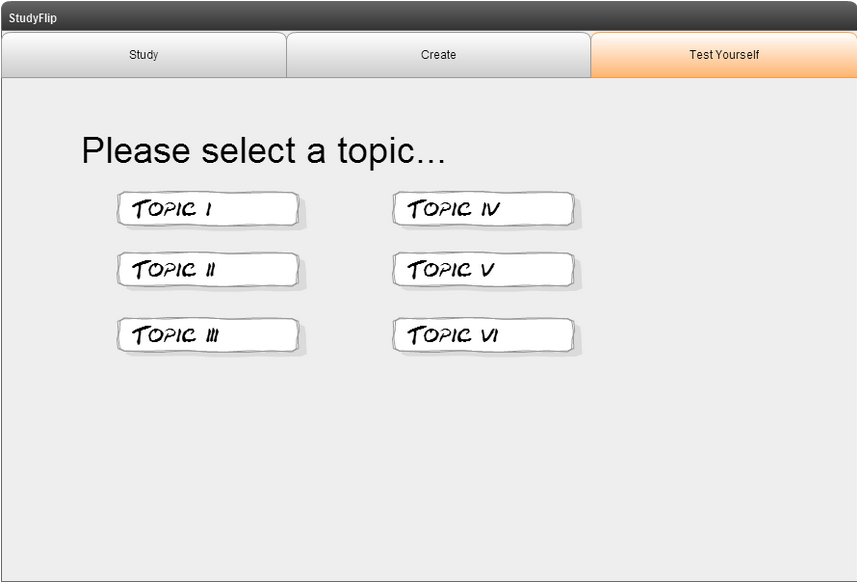 StudyFlip
Study
Create
Test Yourself
Please select a topic...
Topic I
Topic IV
Topic II
Topic V
Topic III
Topic VI